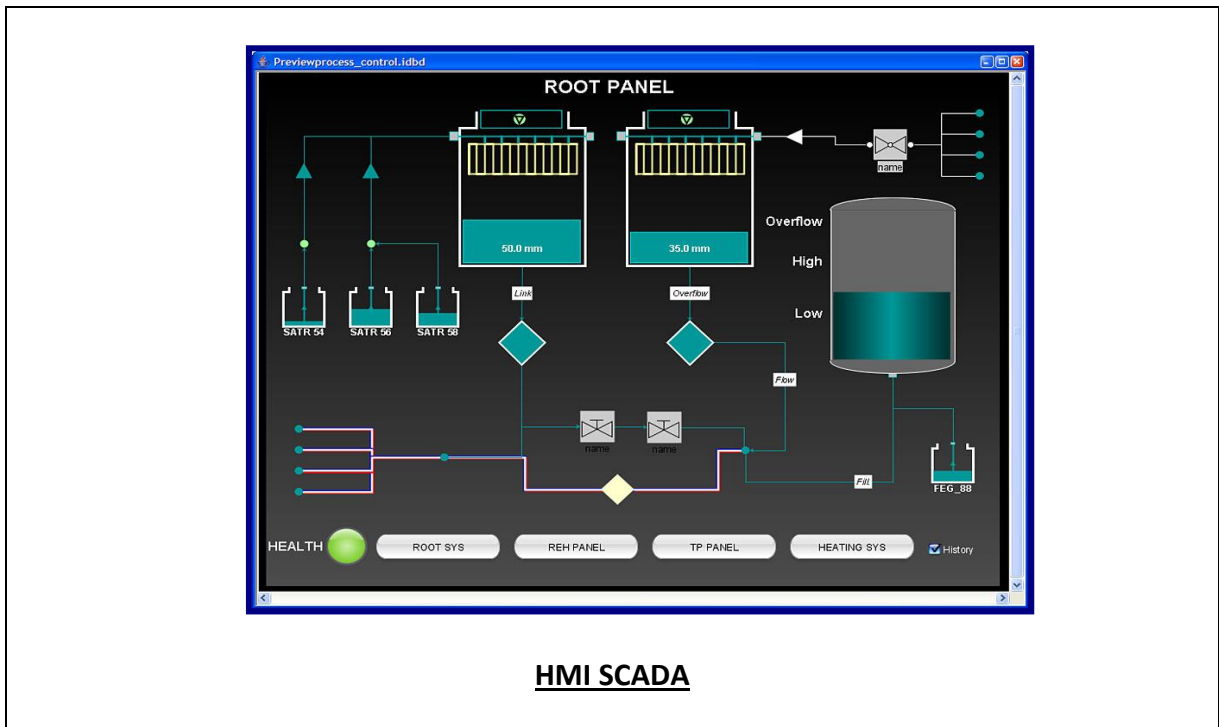 Previewprocess_control.idbd
ROOT PANEL
name
Overflow
High
Low
50.0 mm
35.0 mm
Link
Overflow
SATR 54
SATR 56
SATR 58
Flow
name
name
Fill
FEG_88
HEALTH
ROOT SYS
REH PANEL
TP PANEL
HEATING SYS
History
HMI SCADA